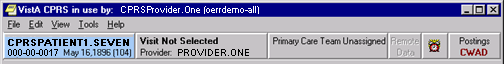 VistA CPRS in use by: CPRSProvider.One (oerrdemo-alt)
File Edit View Tools Help
CPRSPATIENT1.SEVEN Visit Not Selected Primary Care Team Unassigned Remote Data Postings
000-00-0017 May 16,1896 (104) Provider: PROVIDER.ONE CWAD